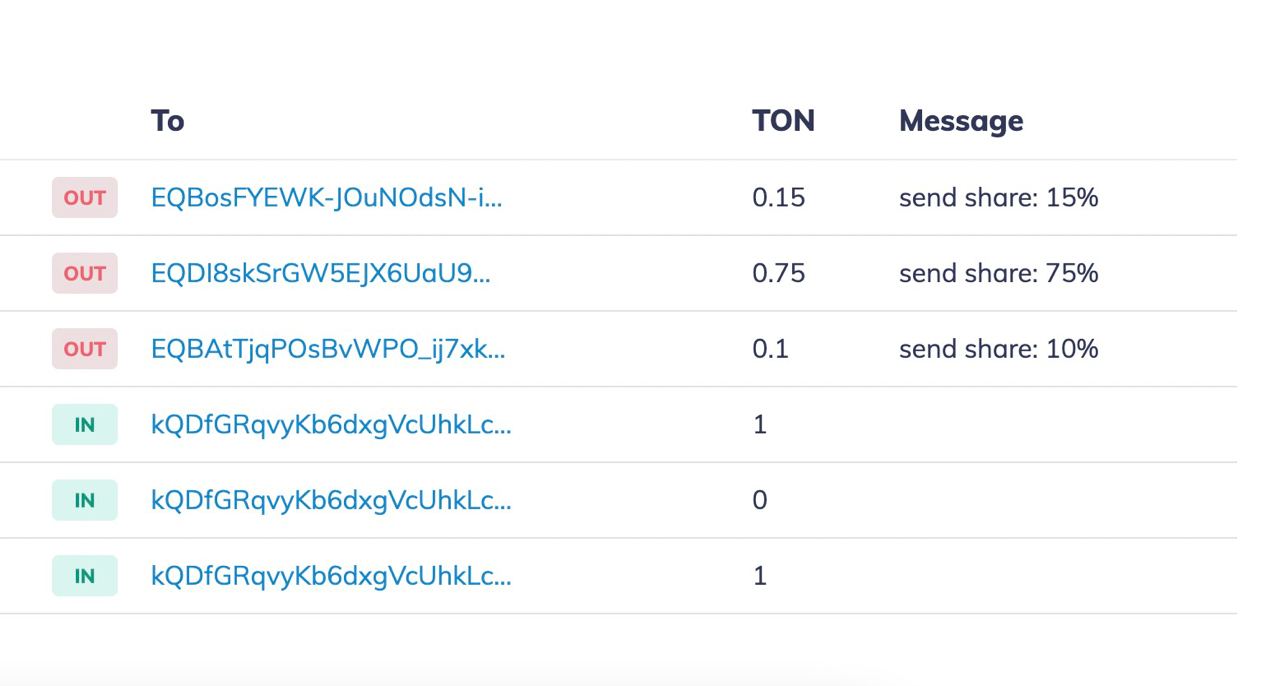 To TON Message
OUT EQBosFYEWK-JOuNOdsN-i... 0.15 send share: 15%
OUT EQDI8skSrGW5EJX6UaU9... 0.75 send share: 75%
OUT EQBAtTjqPOsBvWPO_ij7xk... 0.1 send share: 10%
IN kQDfGRqvyKb6dxgVcUhkLc... 1
IN kQDfGRqvyKb6dxgVcUhkLc... 0
IN kQDfGRqvyKb6dxgVcUhkLc... 1